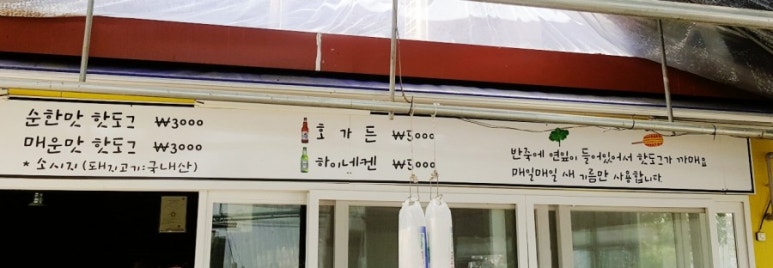 순한맛 핫도그 ₩3000
매운맛 핫도그 ₩3000
* 소시지(돼지고기:국내산)
호가든 ₩5000
하이네켄 ₩5000
반죽에 연잎이 들어있어서 핫도그가 까매요
매일매일 새 기름만 사용합니다.